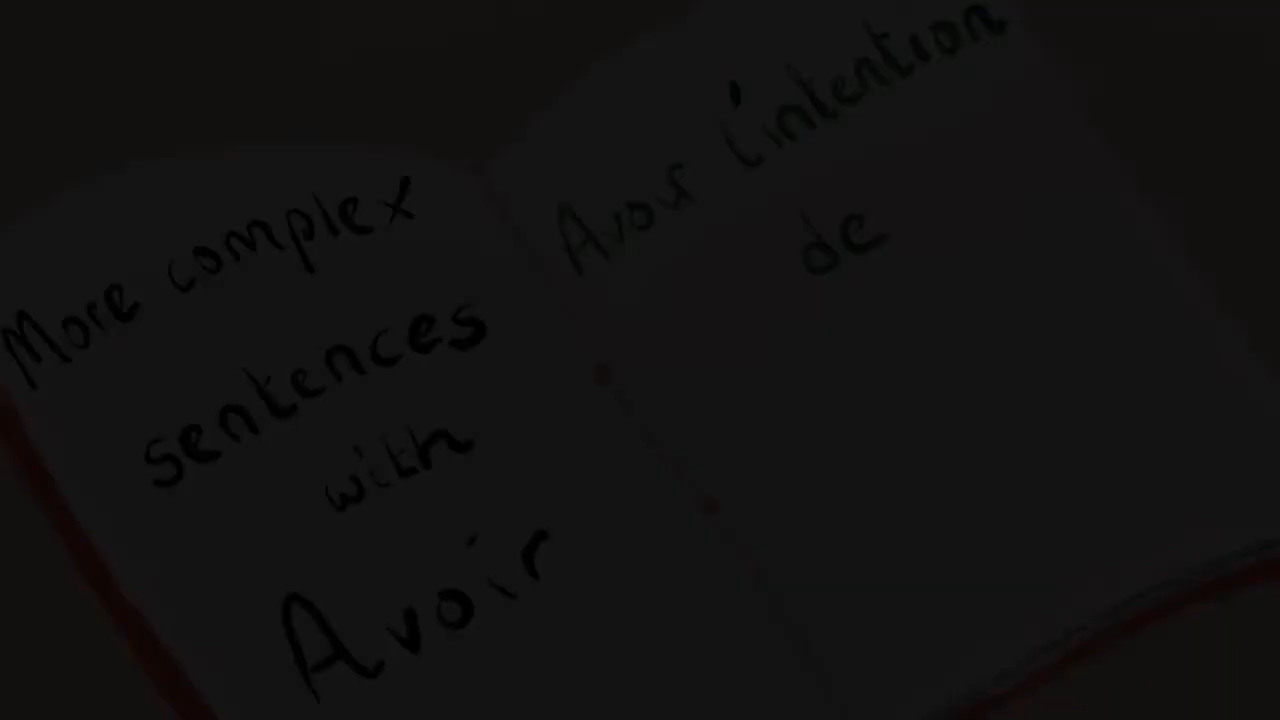 More complex
sentences
with
Avoir
Avoir l'intention
de